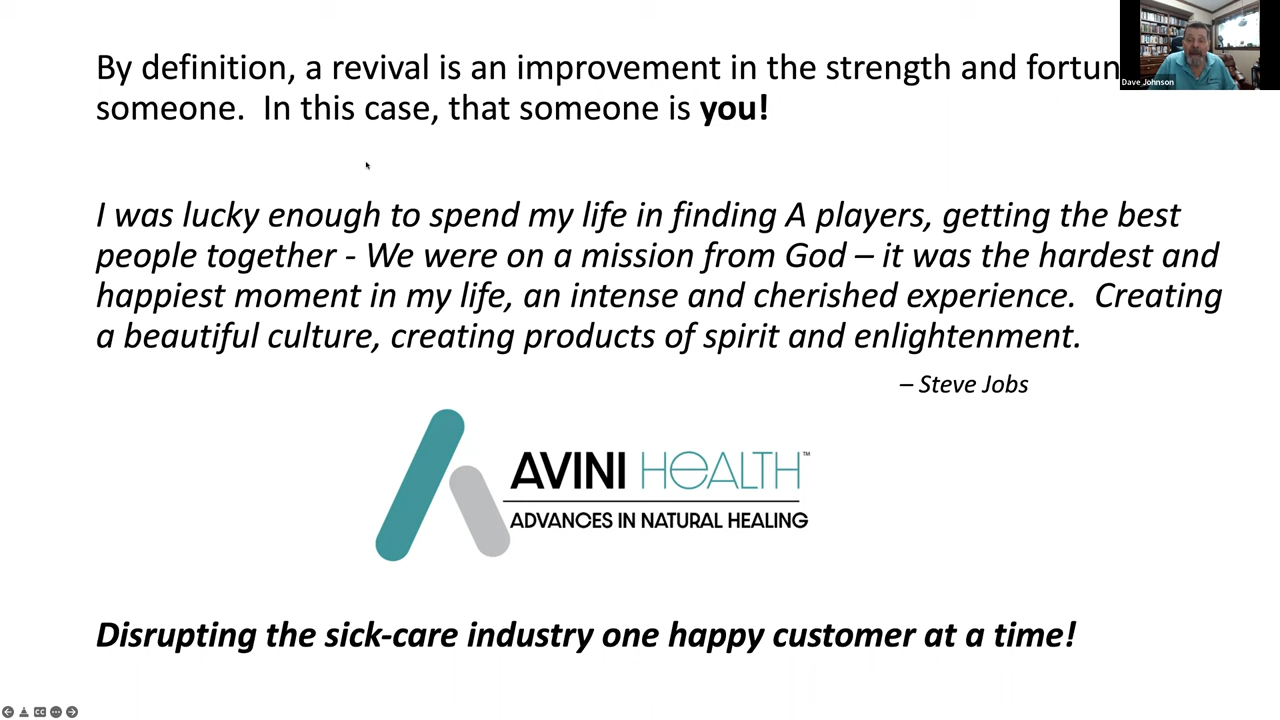 By definition, a revival is an improvement in the strength and fortun
someone. In this case, that someone is you!
Dave Johnson
I was lucky enough to spend my life in finding A players, getting the best
people together - We were on a mission from God – it was the hardest and
happiest moment in my life, an intense and cherished experience. Creating
a beautiful culture, creating products of spirit and enlightenment.
– Steve Jobs
AVINI HEALTH™
ADVANCES IN NATURAL HEALING
Disrupting the sick-care industry one happy customer at a time!
CC